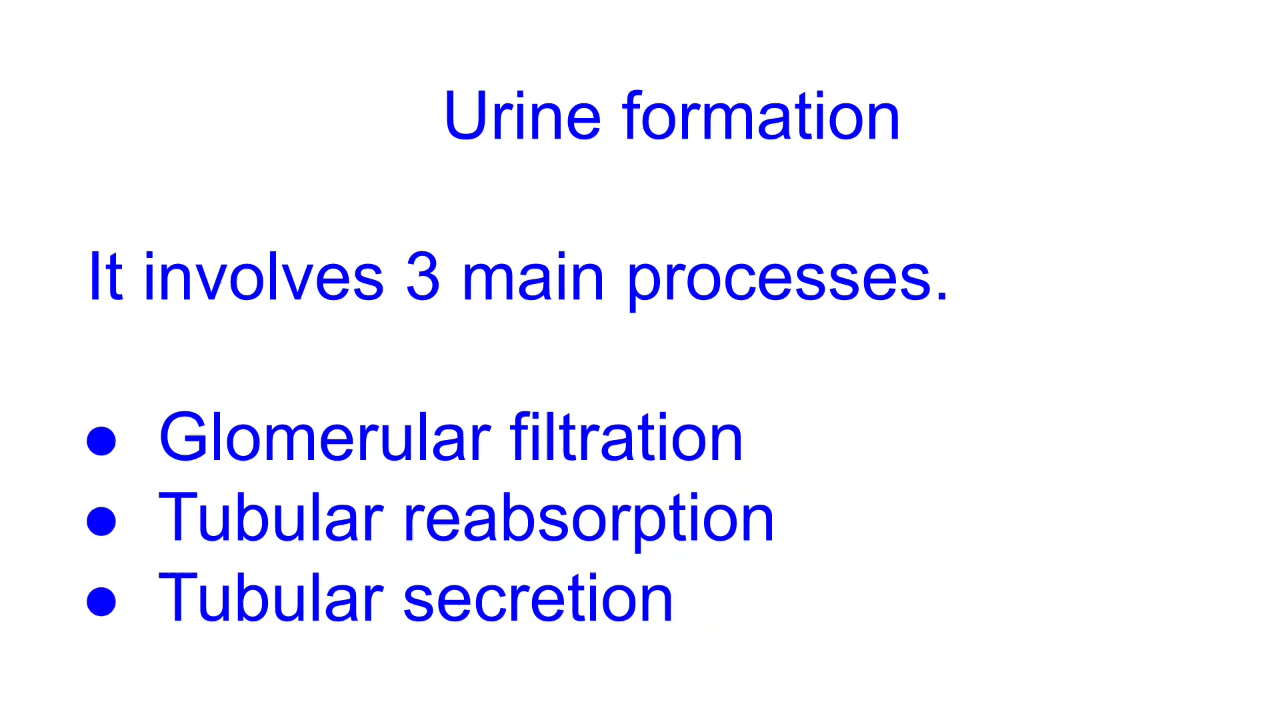 Urine formation
It involves 3 main processes.
● Glomerular filtration
● Tubular reabsorption
● Tubular secretion